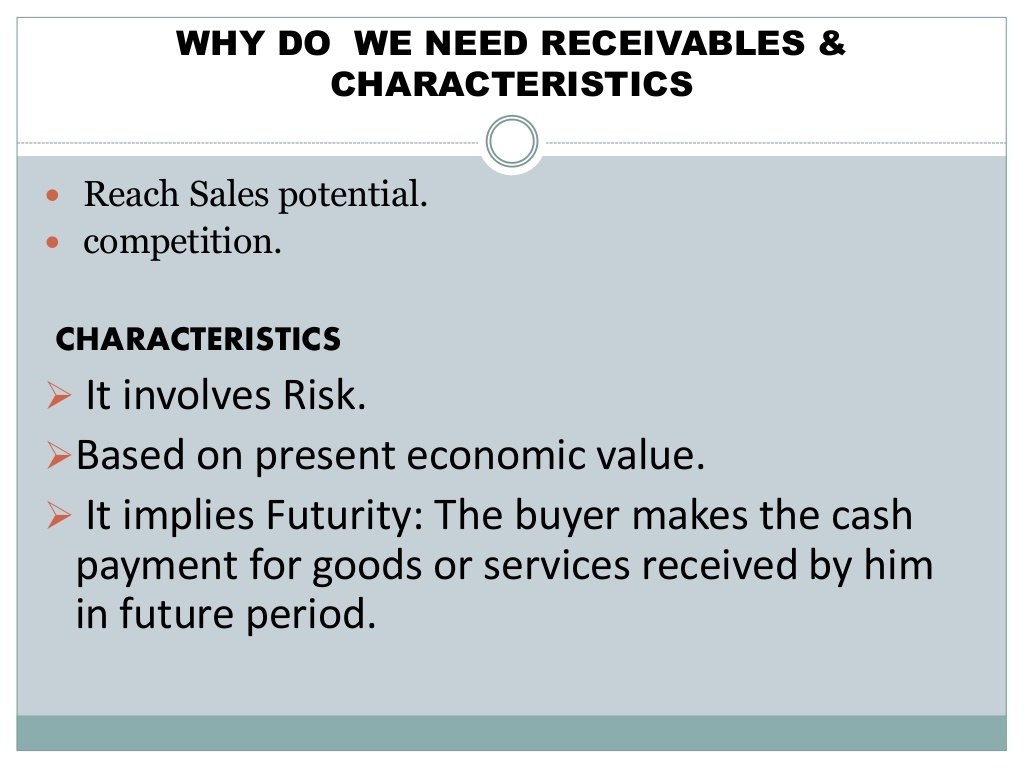 WHY DO  WE NEED RECEIVABLES &
CHARACTERISTICS
• Reach Sales potential.
• competition.
CHARACTERISTICS
➢ It involves Risk.
➢Based on present economic value.
➢ It implies Futurity: The buyer makes the cash
payment for goods or services received by him
in future period.